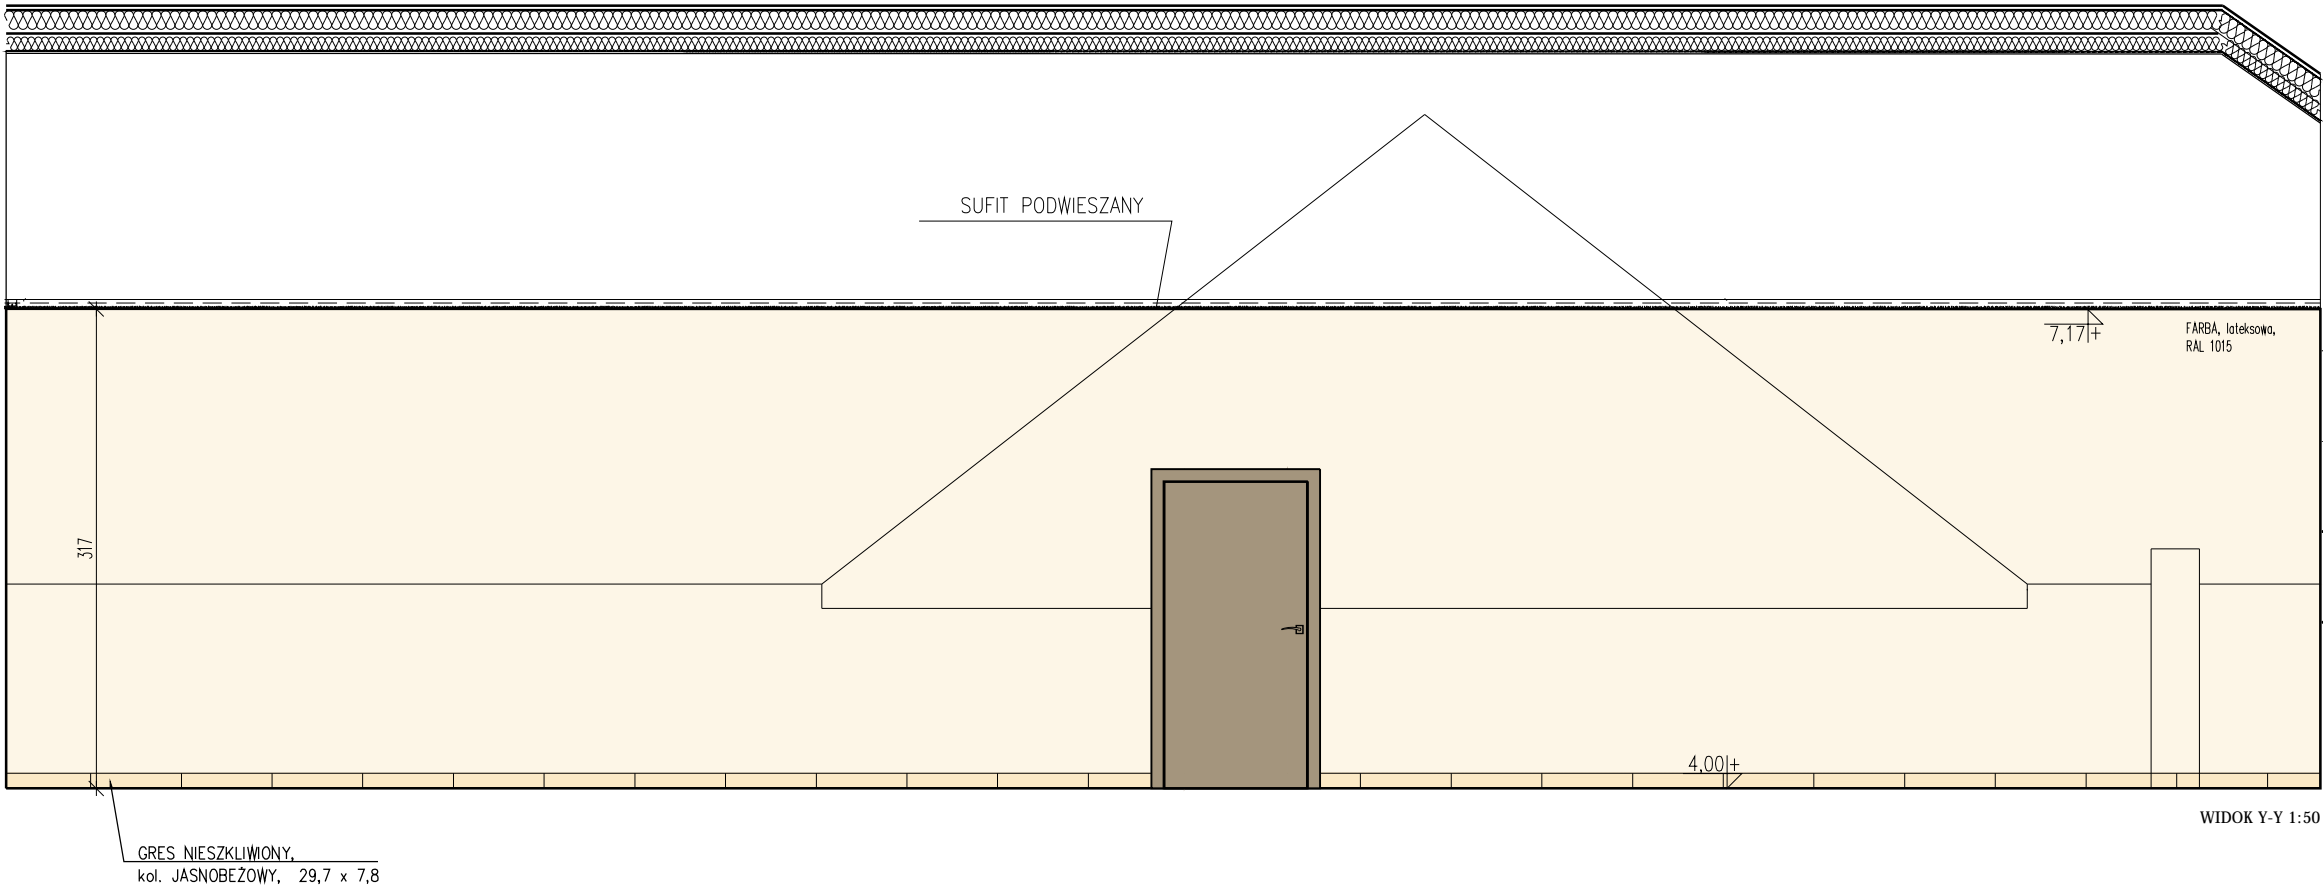 SUFIT PODWIESZANY
7,17+
FARBA, lateksowa,
RAL 1015
317
4,00+
WIDOK Y-Y 1:50
GRES NIESZKLIWIONY,
kol. JASNOBEŻOWY, 29,7 x 7,8